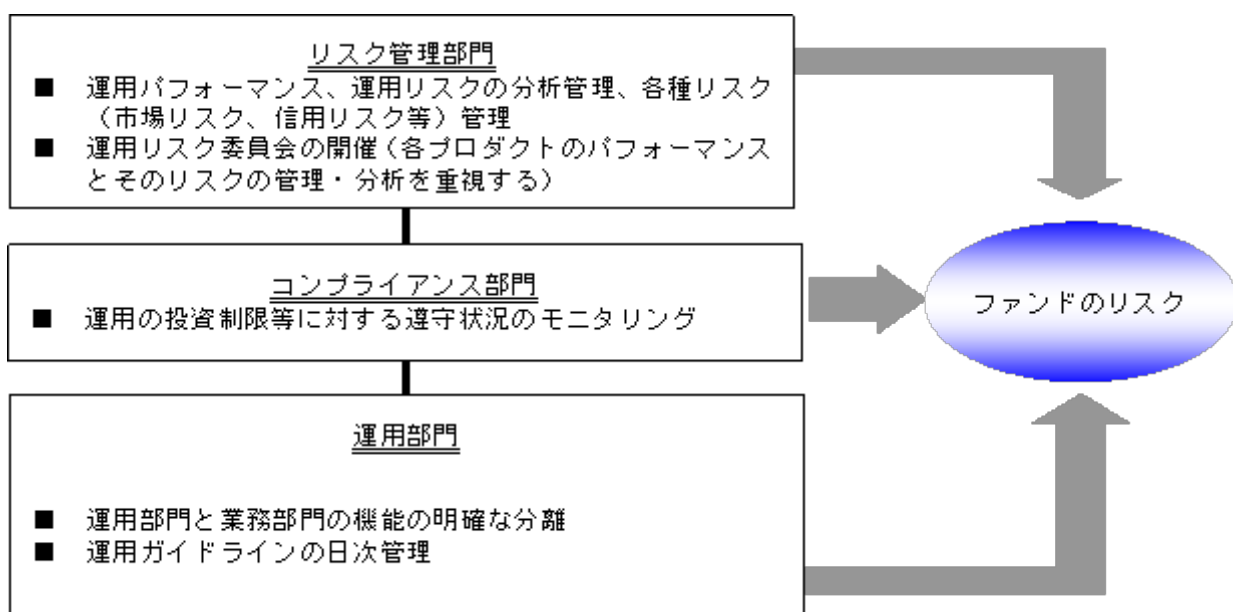 リスク管理部門
■ 運用パフォーマンス、運用リスクの分析管理、各種リスク
（市場リスク、信用リスク等）管理
■ 運用リスク委員会の開催（各プロダクトのパフォーマンス
とそのリスクの管理・分析を重視する）
コンプライアンス部門
■ 運用の投資制限等に対する遵守状況のモニタリング
ファンドのリスク
運用部門
■ 運用部門と業務部門の機能の明確な分離
■ 運用ガイドラインの日次管理